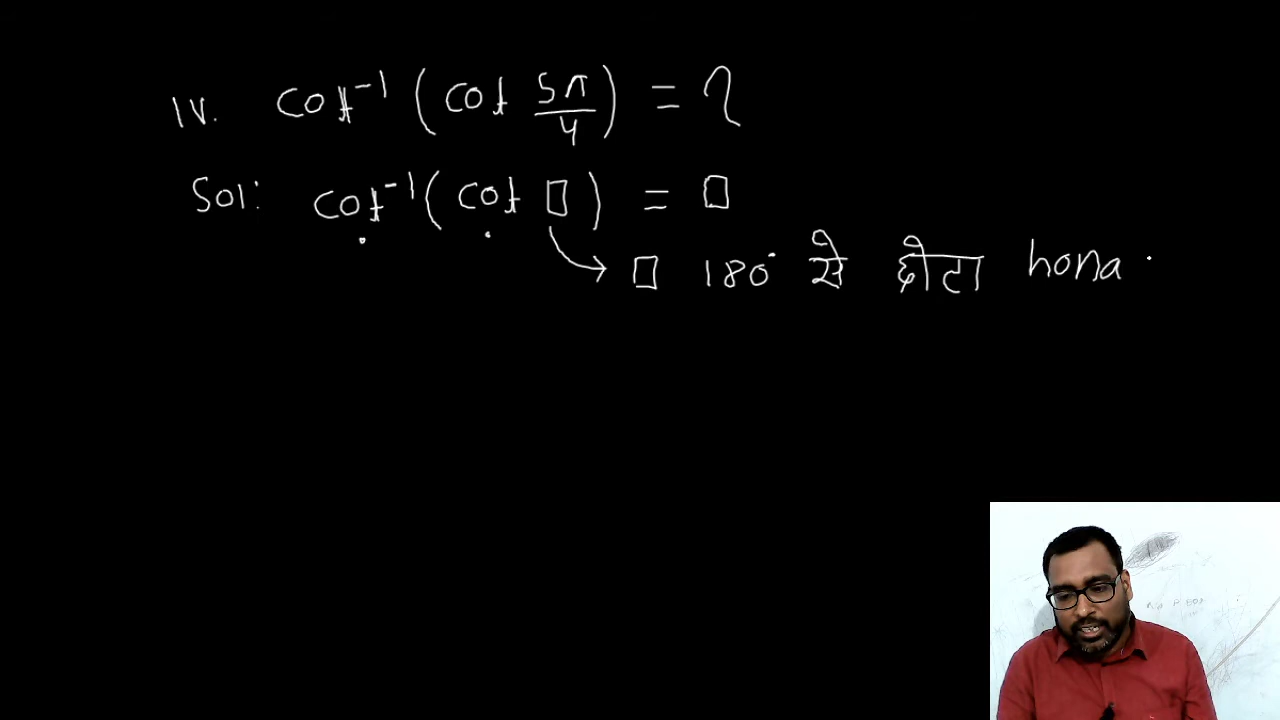 IV. cot⁻¹ (cot 5π/4) = ?
Sol: cot⁻¹ (cot □) = □
□ 180° से छोटा hona